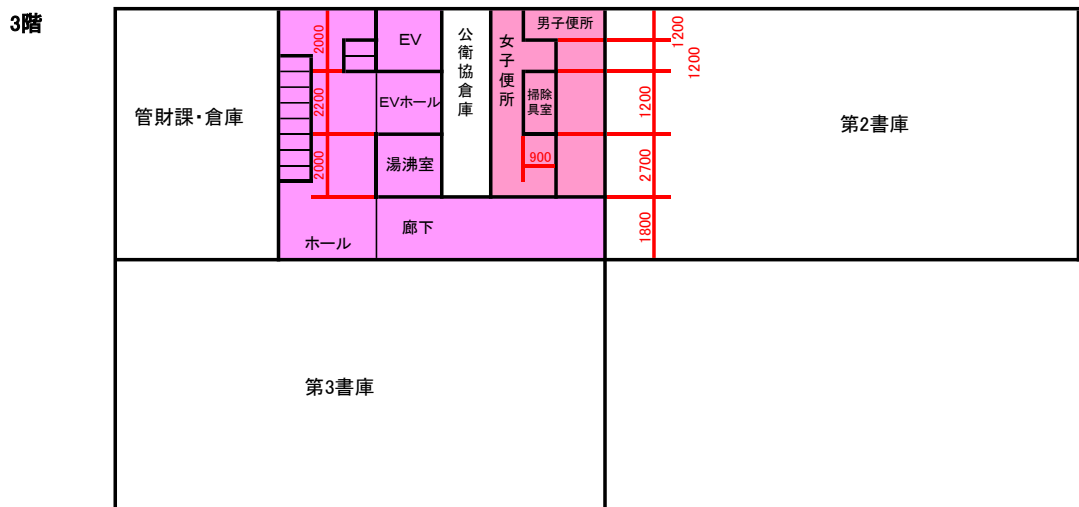 3階
管財課・倉庫
2000
2200
2000
EV
EVホール
湯沸室
公衛協倉庫
女子便所
男子便所
掃除
具室
900
1200
1200
1200
2700
1800
第2書庫
ホール
廊下
第3書庫